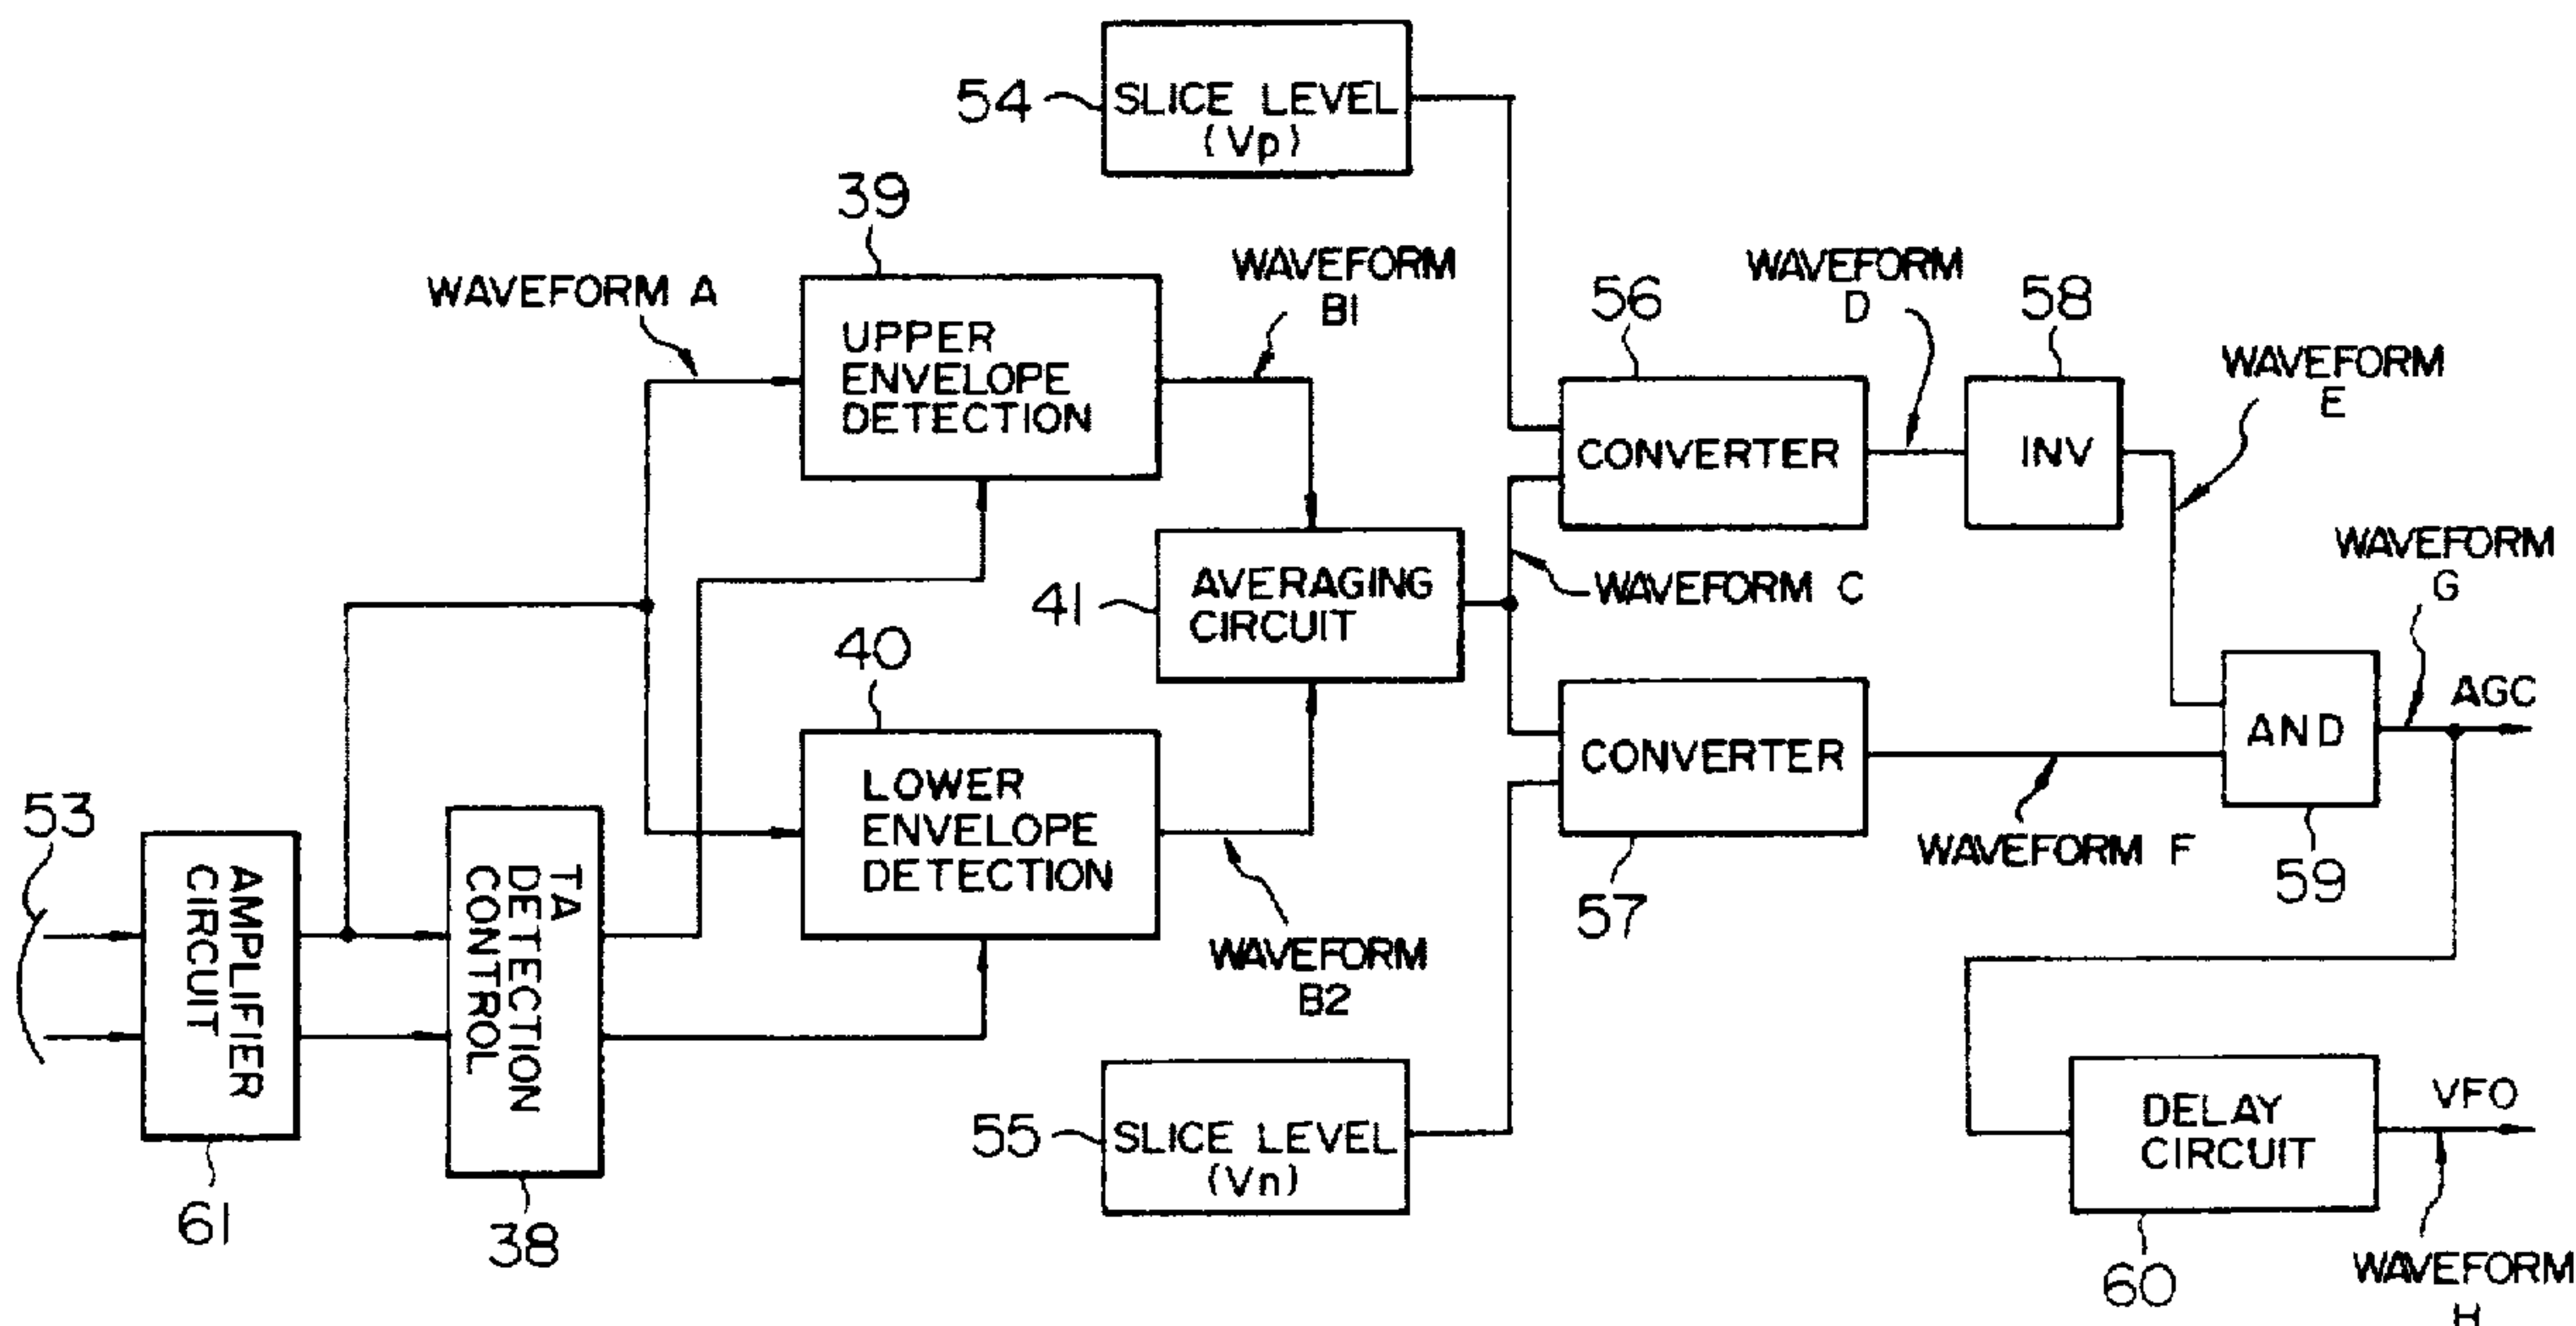 54
SLICE LEVEL
(Vp)
39
WAVEFORM A
UPPER
ENVELOPE
DETECTION
WAVEFORM
B1
56
CONVERTER
WAVEFORM
D
58
INV
WAVEFORM
E
41
AVERAGING
CIRCUIT
WAVEFORM C
WAVEFORM
G
AGC
40
LOWER
ENVELOPE
DETECTION
CONVERTER
57
AND
59
WAVEFORM F
53
AMPLIFIER
CIRCUIT
61
TA
DETECTION
CONTROL
38
WAVEFORM
B2
55
SLICE LEVEL
(Vn)
DELAY
CIRCUIT
60
VFO
WAVEFORM
H